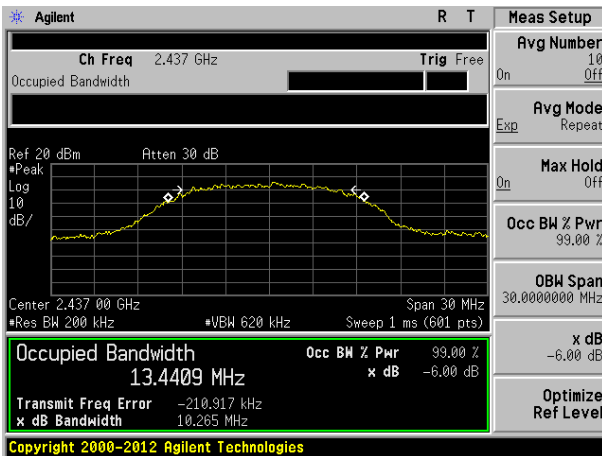 Agilent R T
Ch Freq 2.437 GHz Trig Free
Occupied Bandwidth
Ref 20 dBm Atten 30 dB
#Peak
Log
10
dB/
Center 2.437 00 GHz Span 30 MHz
#Res BW 200 kHz #VBW 620 kHz Sweep 1 ms (601 pts)
Occupied Bandwidth Occ BW % Pwr 99.00 %
13.4409 MHz x dB -6.00 dB
Transmit Freq Error -210.917 kHz
x dB Bandwidth 10.265 MHz
Copyright 2000-2012 Agilent Technologies
Meas Setup
Avg Number
10
On Off
Avg Mode
Exp Repeat
Max Hold
On Off
Occ BW % Pwr
99.00 %
OBW Span
30.0000000 MHz
x dB
-6.00 dB
Optimize
Ref Level